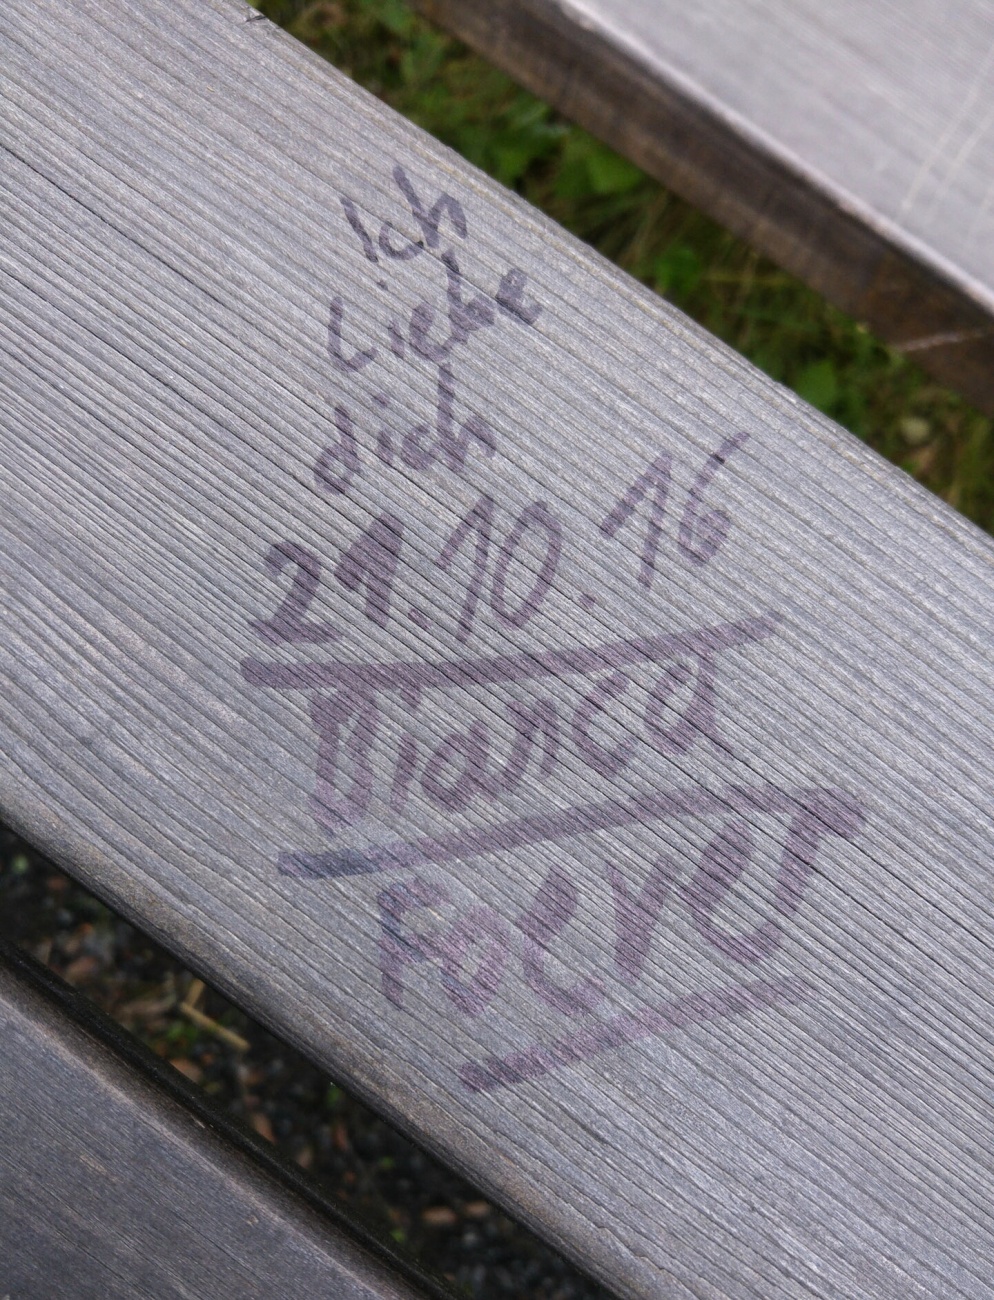 Ich
Liebe
dich
21.10.16
Bianca
Foever